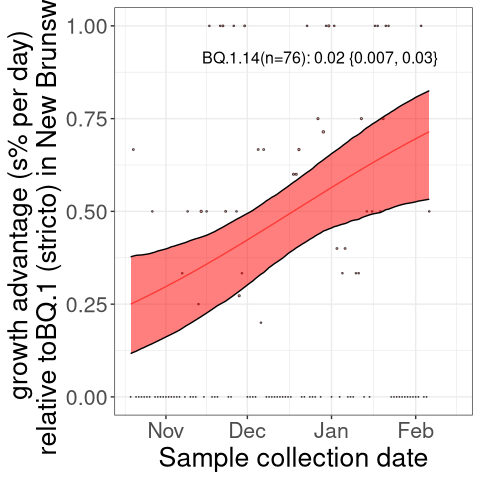 growth advantage (s% per day)
relative toBQ.1 (stricto) in New Brunsw
1.00
0.75
0.50
0.25
0.00
BQ.1.14(n=76): 0.02 {0.007, 0.03}
Nov Dec Jan Feb
Sample collection date